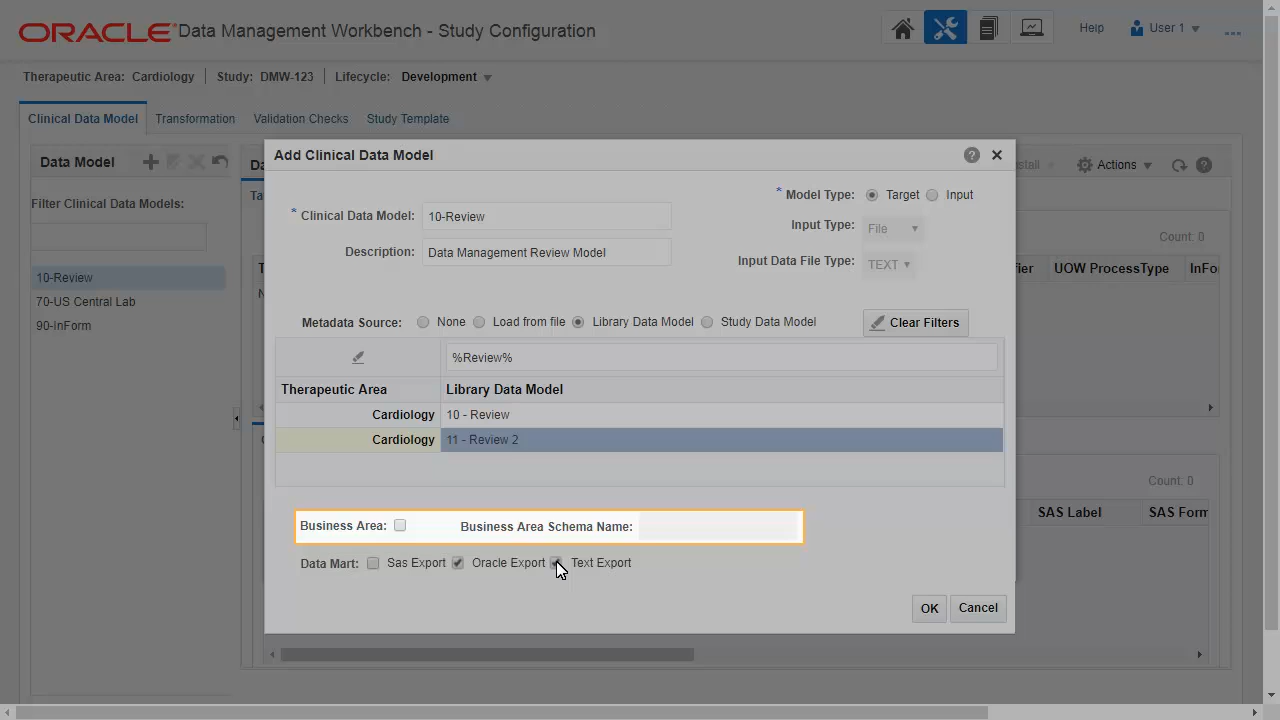 ORACLE Data Management Workbench - Study Configuration
Help User 1
Therapeutic Area: Cardiology Study: DMW-123 Lifecycle: Development
Clinical Data Model Transformation Validation Checks Study Template
Data Model
Actions
Add Clinical Data Model
Filter Clinical Data Models:
10-Review
70-US Central Lab
90-InForm
* Clinical Data Model: 10-Review
Description: Data Management Review Model
* Model Type: Target Input
Input Type: File
Input Data File Type: TEXT
Count: 0
UOW ProcessType
Metadata Source: None Load from file Library Data Model Study Data Model Clear Filters
%Review%
Therapeutic Area Library Data Model
Cardiology 10 - Review
Cardiology 11 - Review 2
Count: 0
SAS Label SAS Form
Business Area: Business Area Schema Name:
Data Mart: Sas Export Oracle Export Text Export
OK Cancel